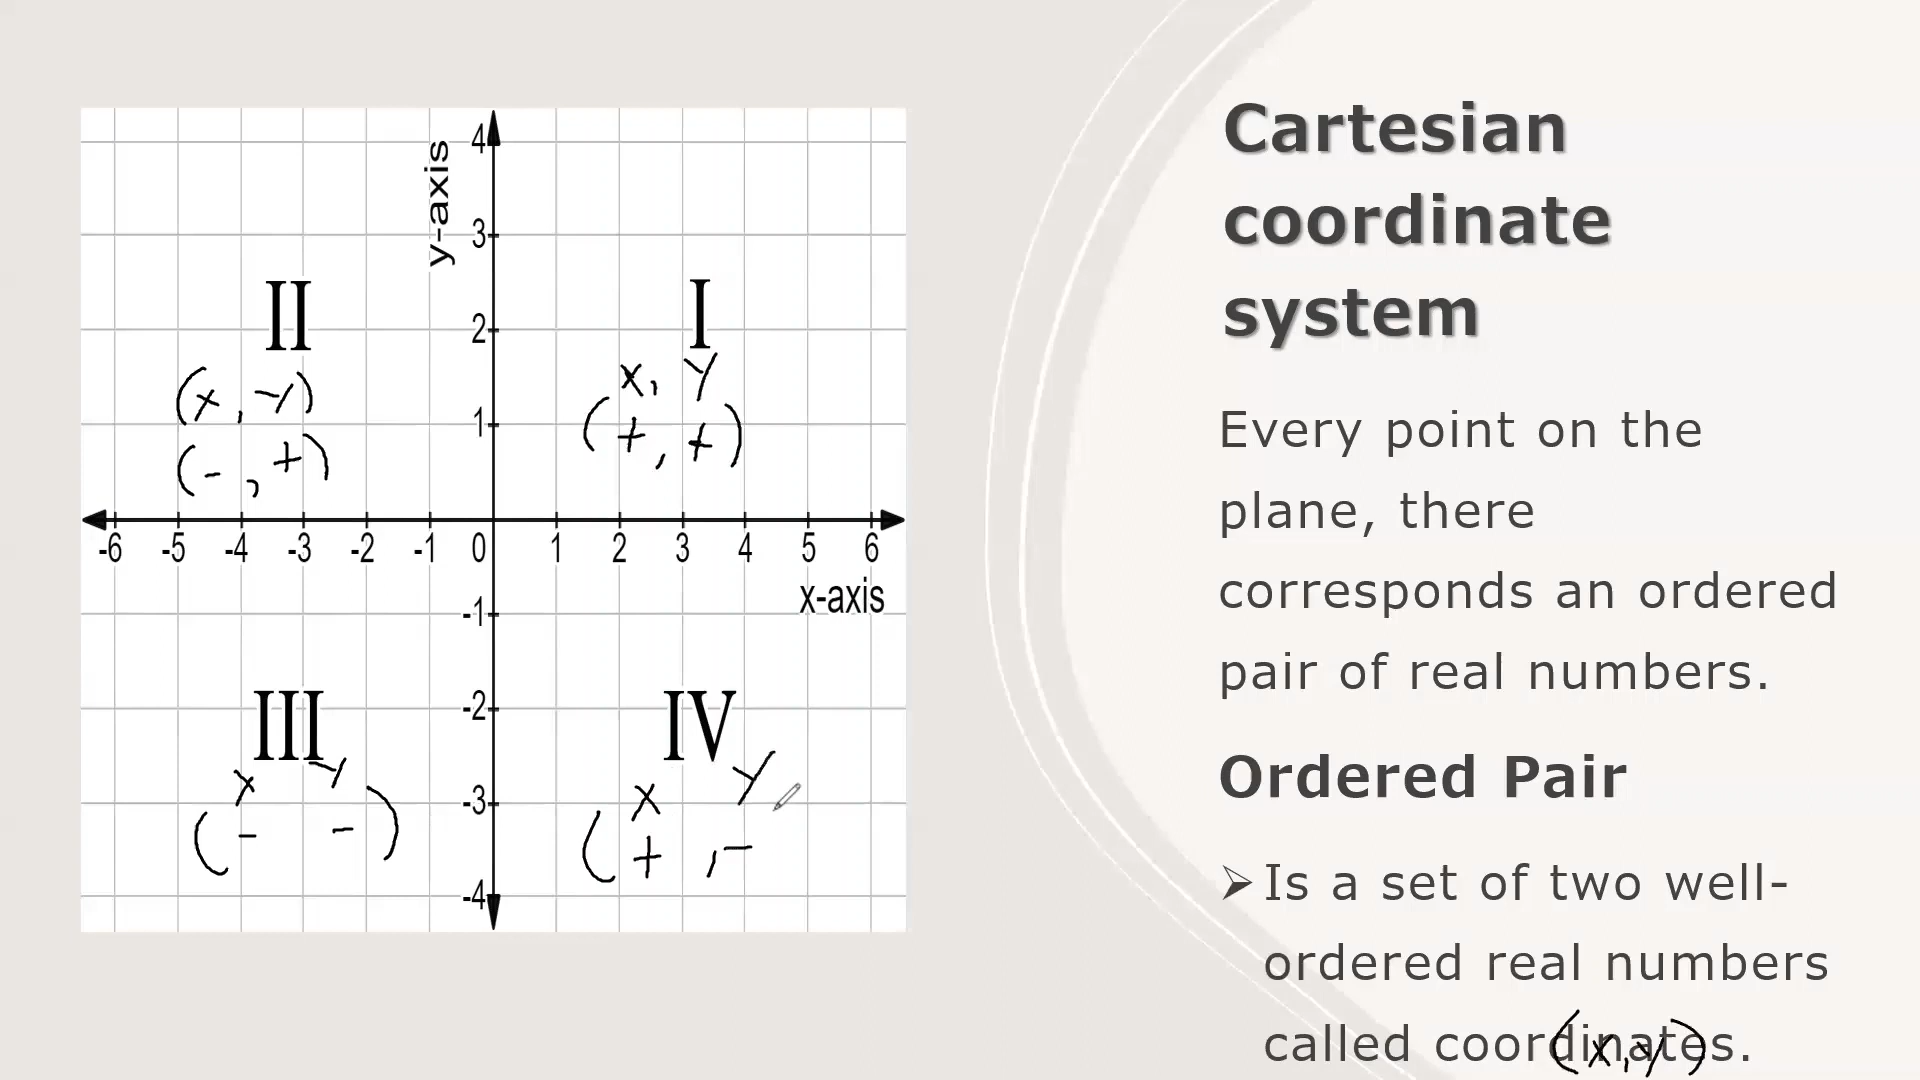 Cartesian
coordinate
system
Every point on the
plane, there
corresponds an ordered
pair of real numbers.
Ordered Pair
➢ Is a set of two well-
ordered real numbers
called coordinates.
(x, y)
y-axis
4
3
2
1
II
I
(x, y)
x, y
(-, +)
(+, +)
-6 -5 -4 -3 -2 -1 0 1 2 3 4 5 6
x-axis
-1
-2
-3
-4
III
IV
x y
x y
(- -)
(+ , -